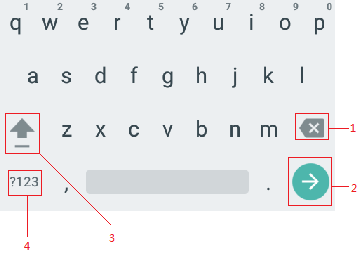 1 2 3 4 5 6 7 8 9 0
q w e r t y u i o p
a s d f g h j k l
z x c v b n m 1
?123 , . 2
3
4